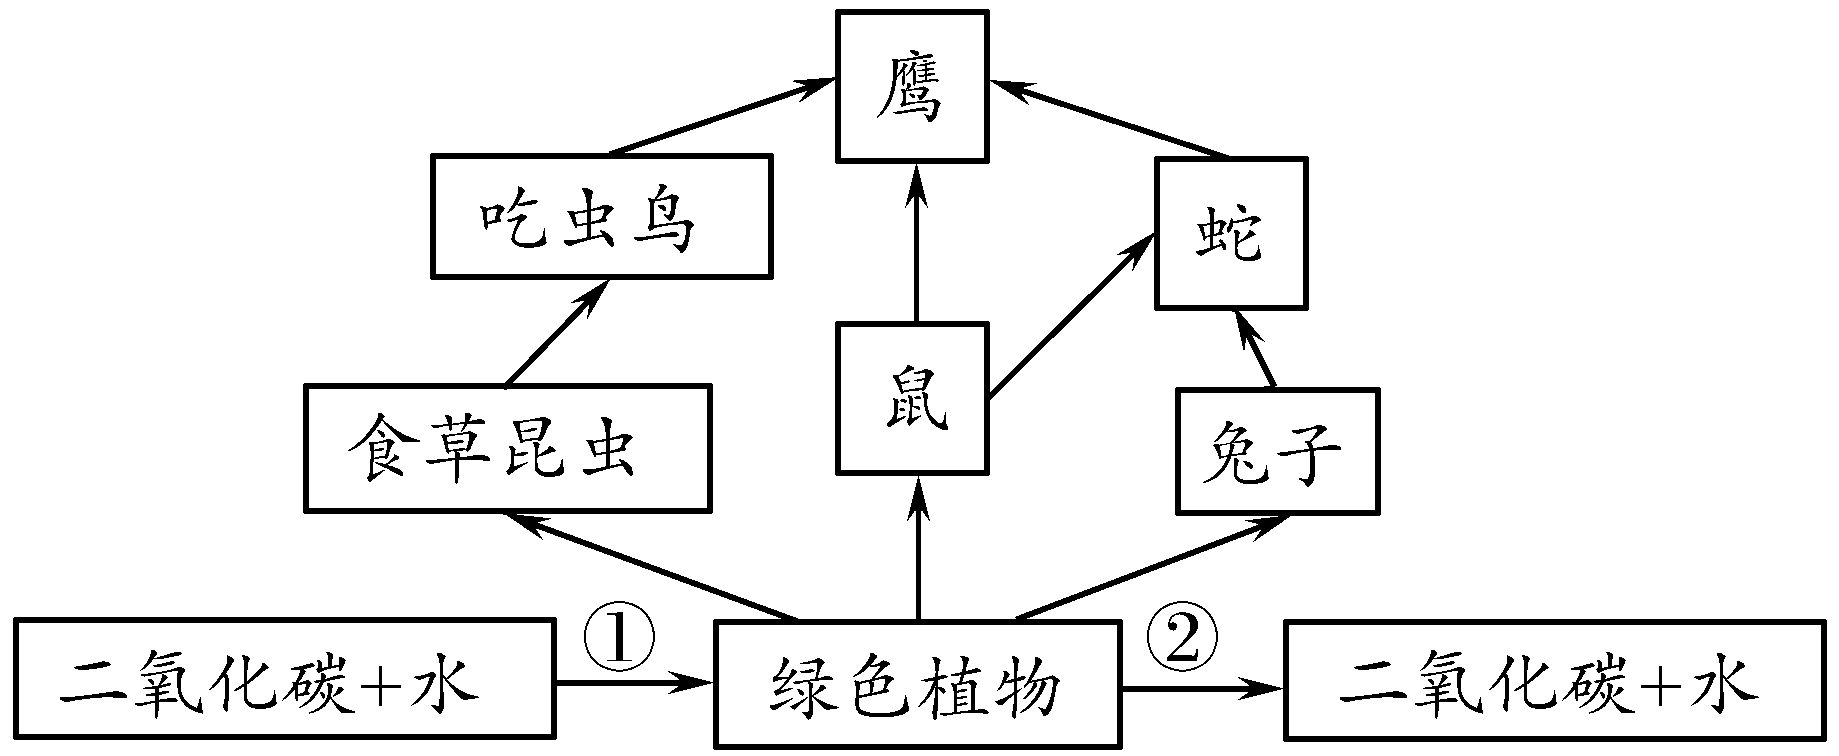 鹰
吃虫鸟
蛇
鼠
食草昆虫
兔子
①
②
二氧化碳+水
绿色植物
二氧化碳+水